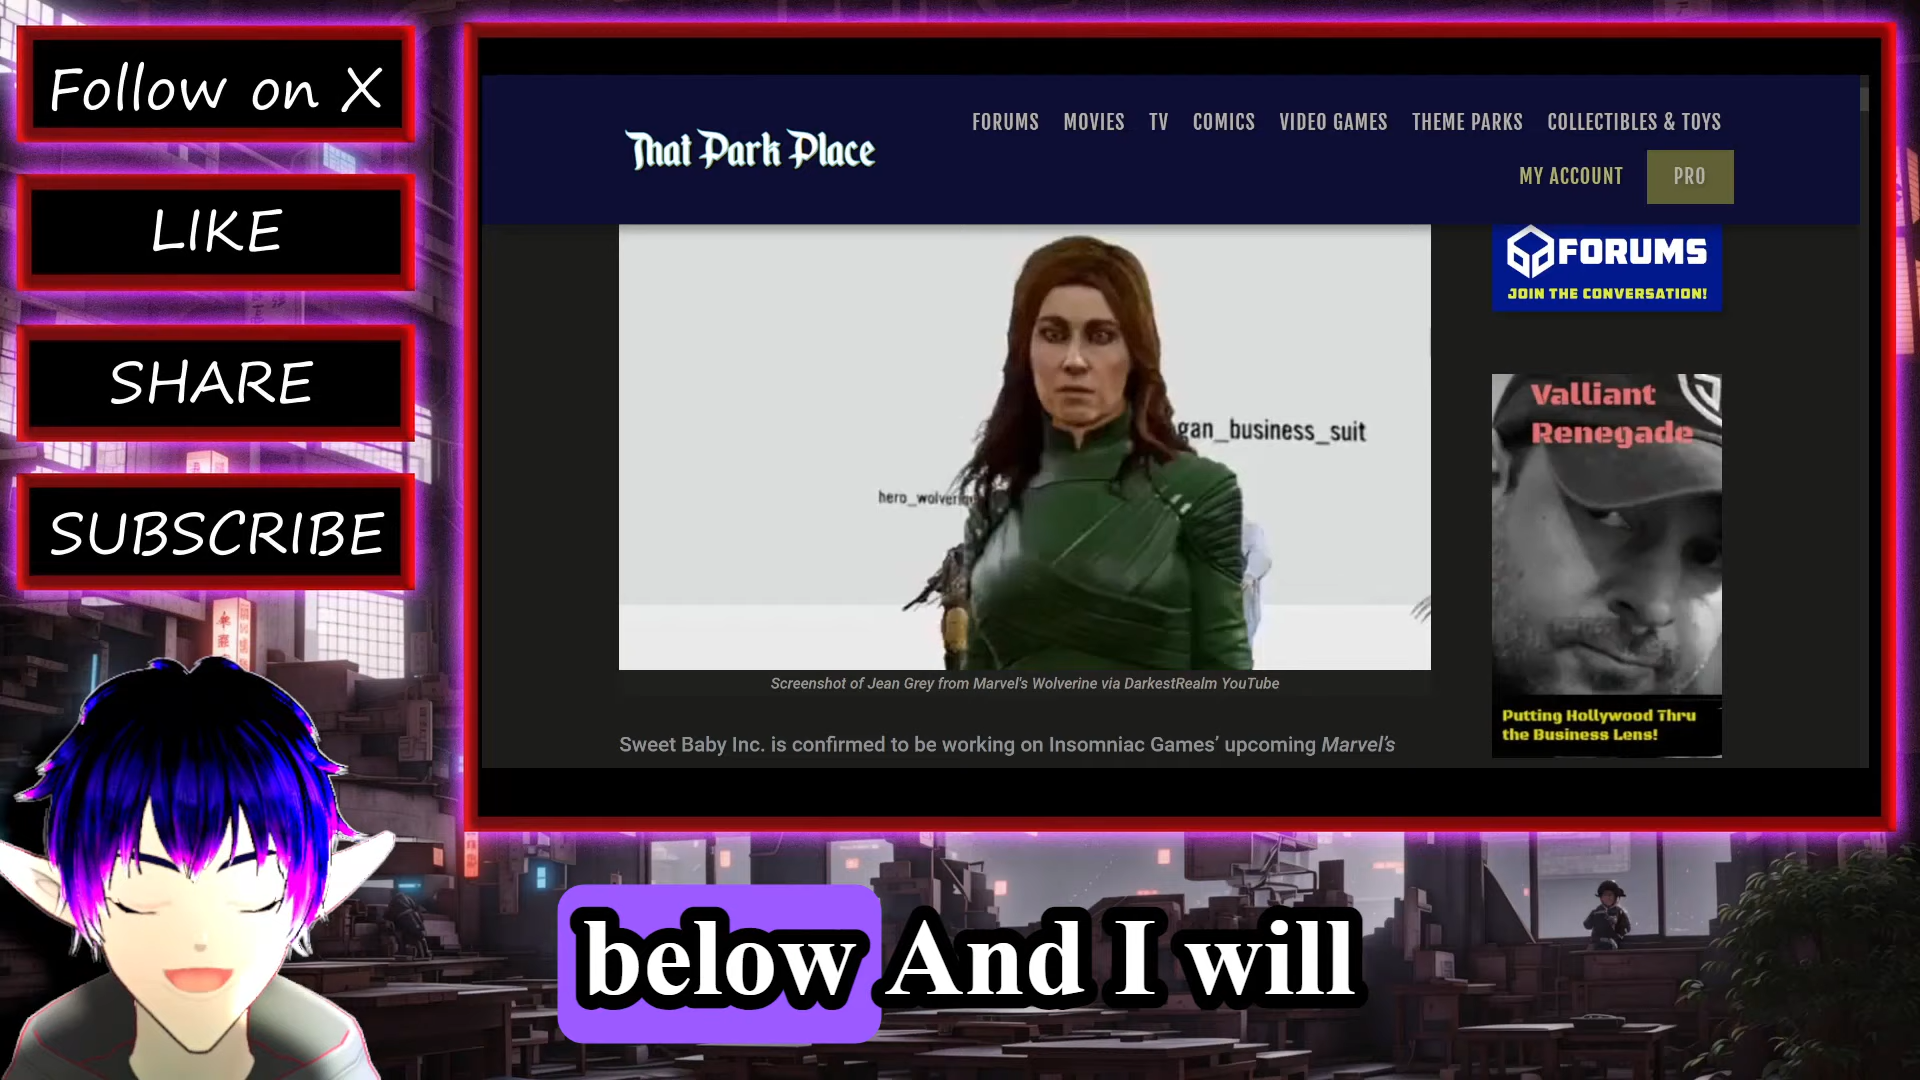 Follow on X
LIKE
SHARE
SUBSCRIBE
That Park Place
FORUMS MOVIES TV COMICS VIDEO GAMES THEME PARKS COLLECTIBLES & TOYS
MY ACCOUNT PRO
gan_business_suit
FORUMS
JOIN THE CONVERSATION!
Valliant
Renegade
Putting Hollywood Thru
the Business Lens!
Screenshot of Jean Grey from Marvel's Wolverine via DarkestRealm YouTube
Sweet Baby Inc. is confirmed to be working on Insomniac Games' upcoming Marvel's
below And I will